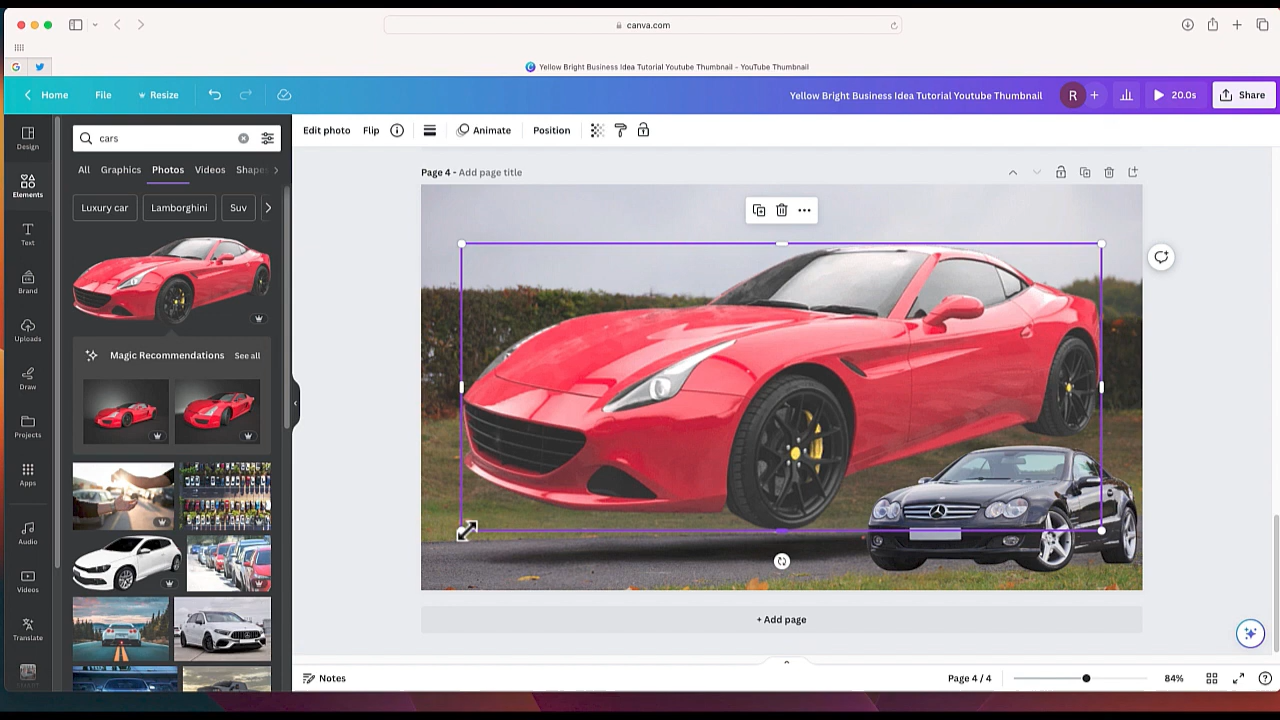 canva.com
Yellow Bright Business Idea Tutorial Youtube Thumbnail - YouTube Thumbnail
Home
File
Resize
Yellow Bright Business Idea Tutorial Youtube Thumbnail
R
20.0s
Share
Design
Elements
Text
Brand
Uploads
Draw
Projects
Apps
Audio
Videos
Translate
cars
All
Graphics
Photos
Videos
Shape
Luxury car
Lamborghini
Suv
Magic Recommendations
See all
Edit photo
Flip
Animate
Position
Page 4 - Add page title
+ Add page
Notes
Page 4 / 4
84%